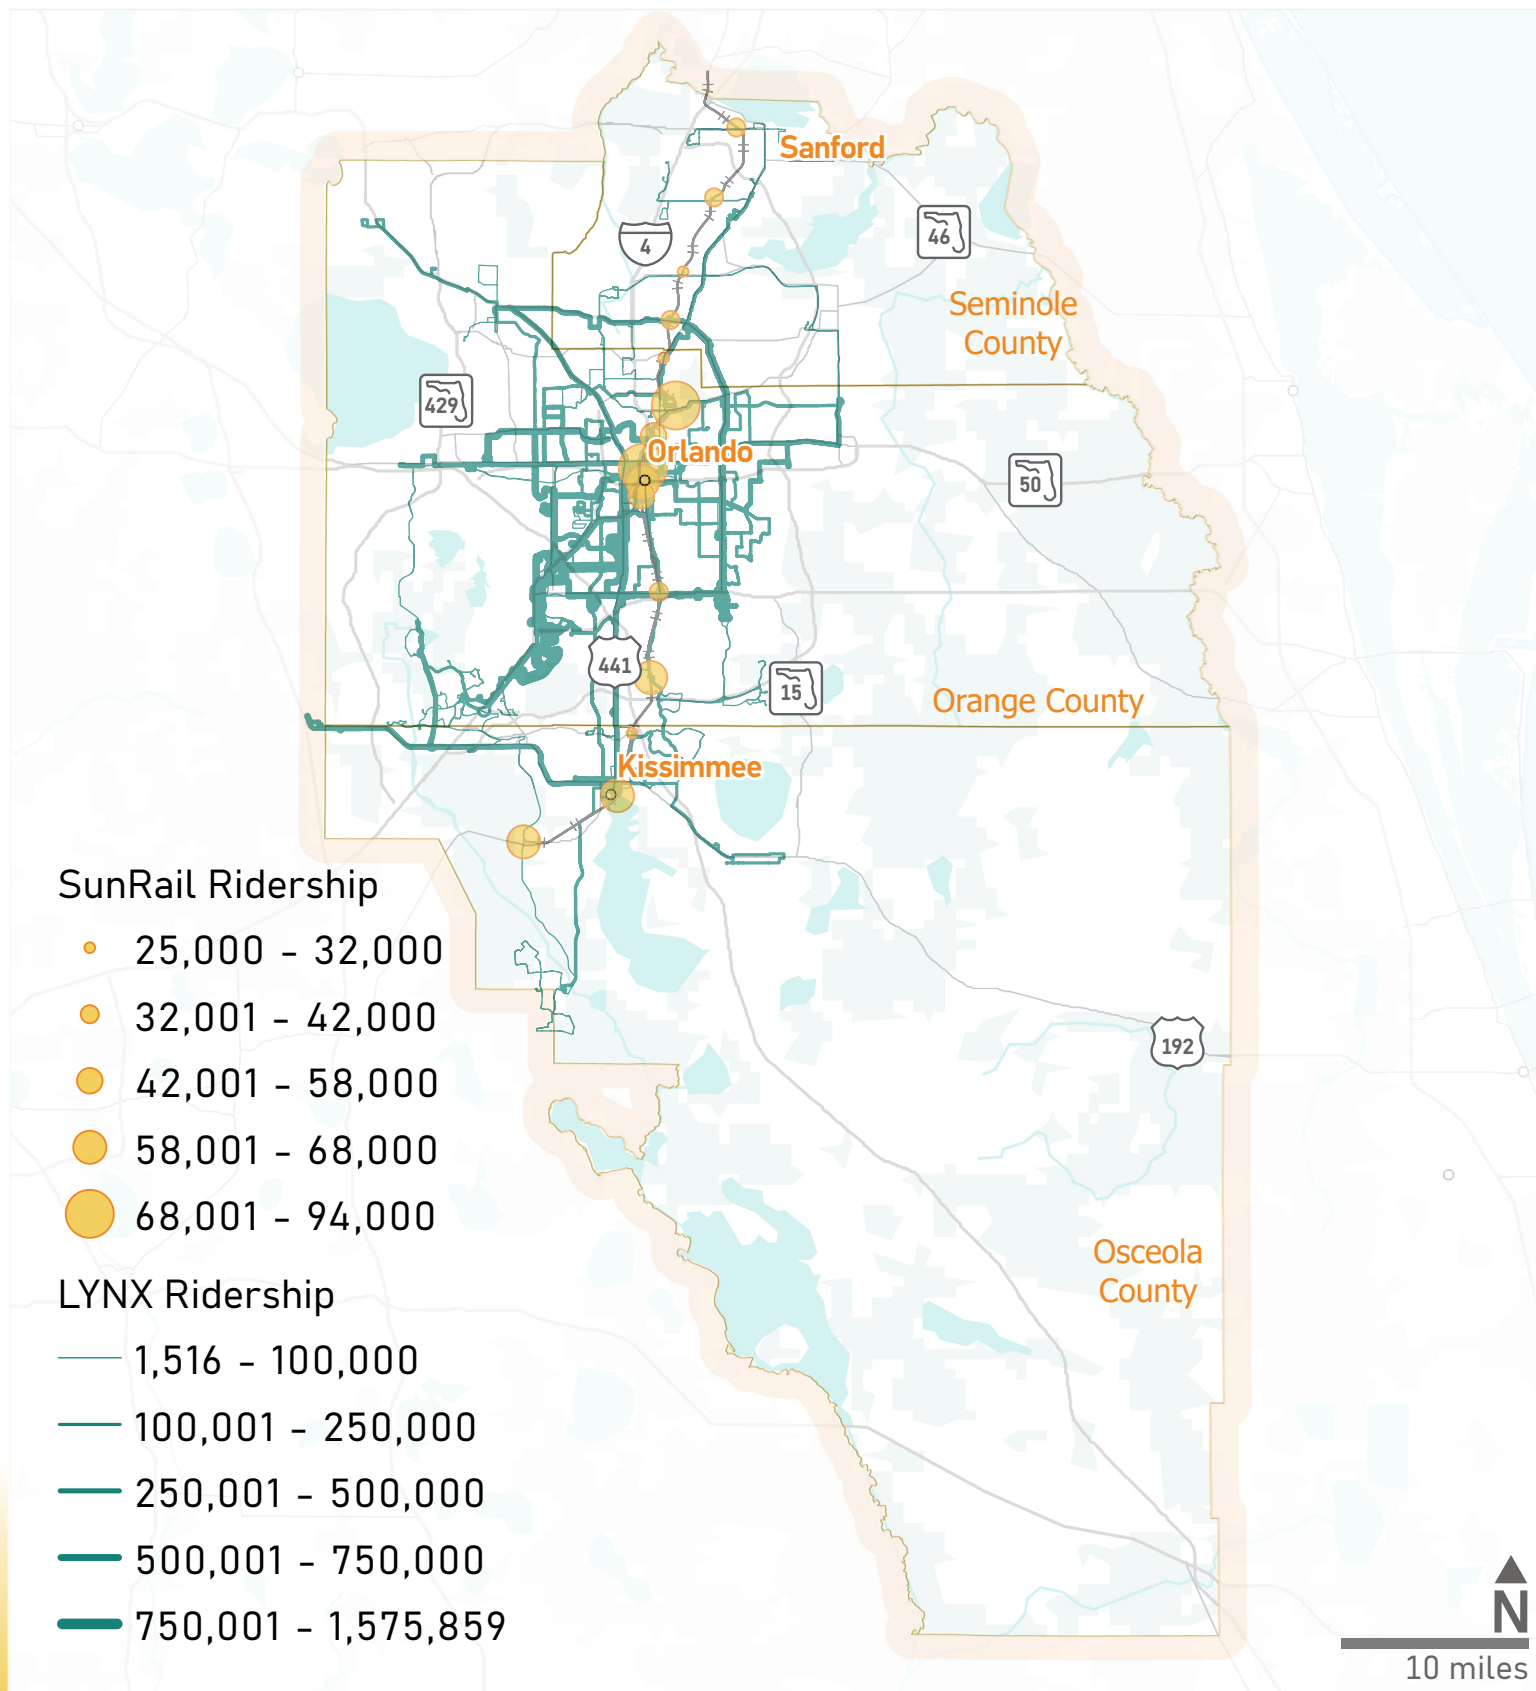 Sanford
4
46
Seminole
County
429
Orlando
50
441
15
Orange County
Kissimmee
SunRail Ridership
25,000 - 32,000
32,001 - 42,000
42,001 - 58,000
58,001 - 68,000
68,001 - 94,000
192
Osceola
County
LYNX Ridership
1,516 - 100,000
100,001 - 250,000
250,001 - 500,000
500,001 - 750,000
750,001 - 1,575,859
N
10 miles